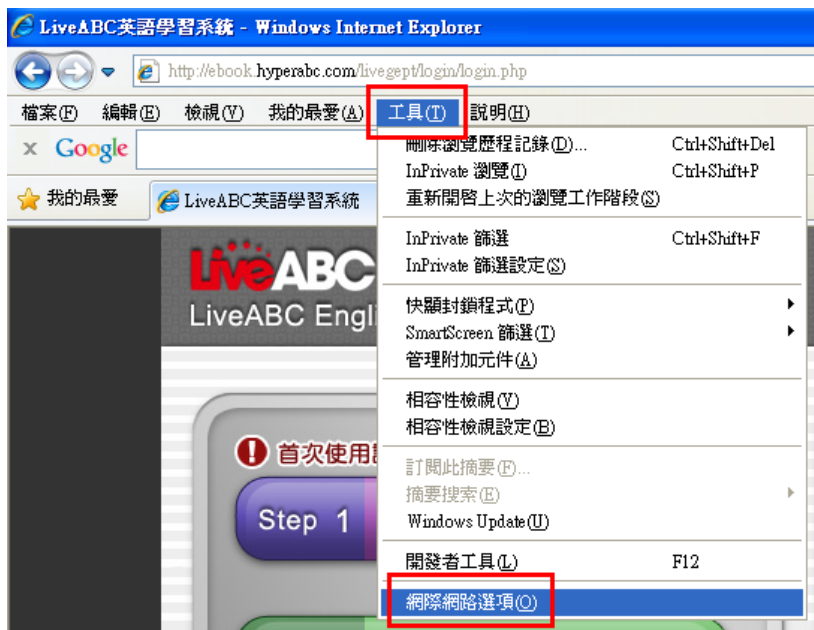 LiveABC英語學習系統 - Windows Internet Explorer
http://ebook.hyperabc.com/livegept/login/login.php
檔案(F) 編輯(E) 檢視(V) 我的最愛(A) 工具(T) 說明(H)
x Google
刪除瀏覽歷程記錄(D)... Ctrl+Shift+Del
InPrivate 瀏覽(I) Ctrl+Shift+P
重新開啓上次的瀏覽工作階段(S)
我的最愛 LiveABC英語學習系統
InPrivate 篩選 Ctrl+Shift+F
InPrivate 篩選設定(S)
LiveABC
LiveABC Engl
快顯封鎖程式(P)
SmartScreen 篩選(T)
管理附加元件(A)
相容性檢視(V)
相容性檢視設定(B)
首次使用
訂閱此摘要(F)...
摘要搜索(E)
Windows Update(U)
Step 1
開發者工具(L) F12
網際網路選項(O)